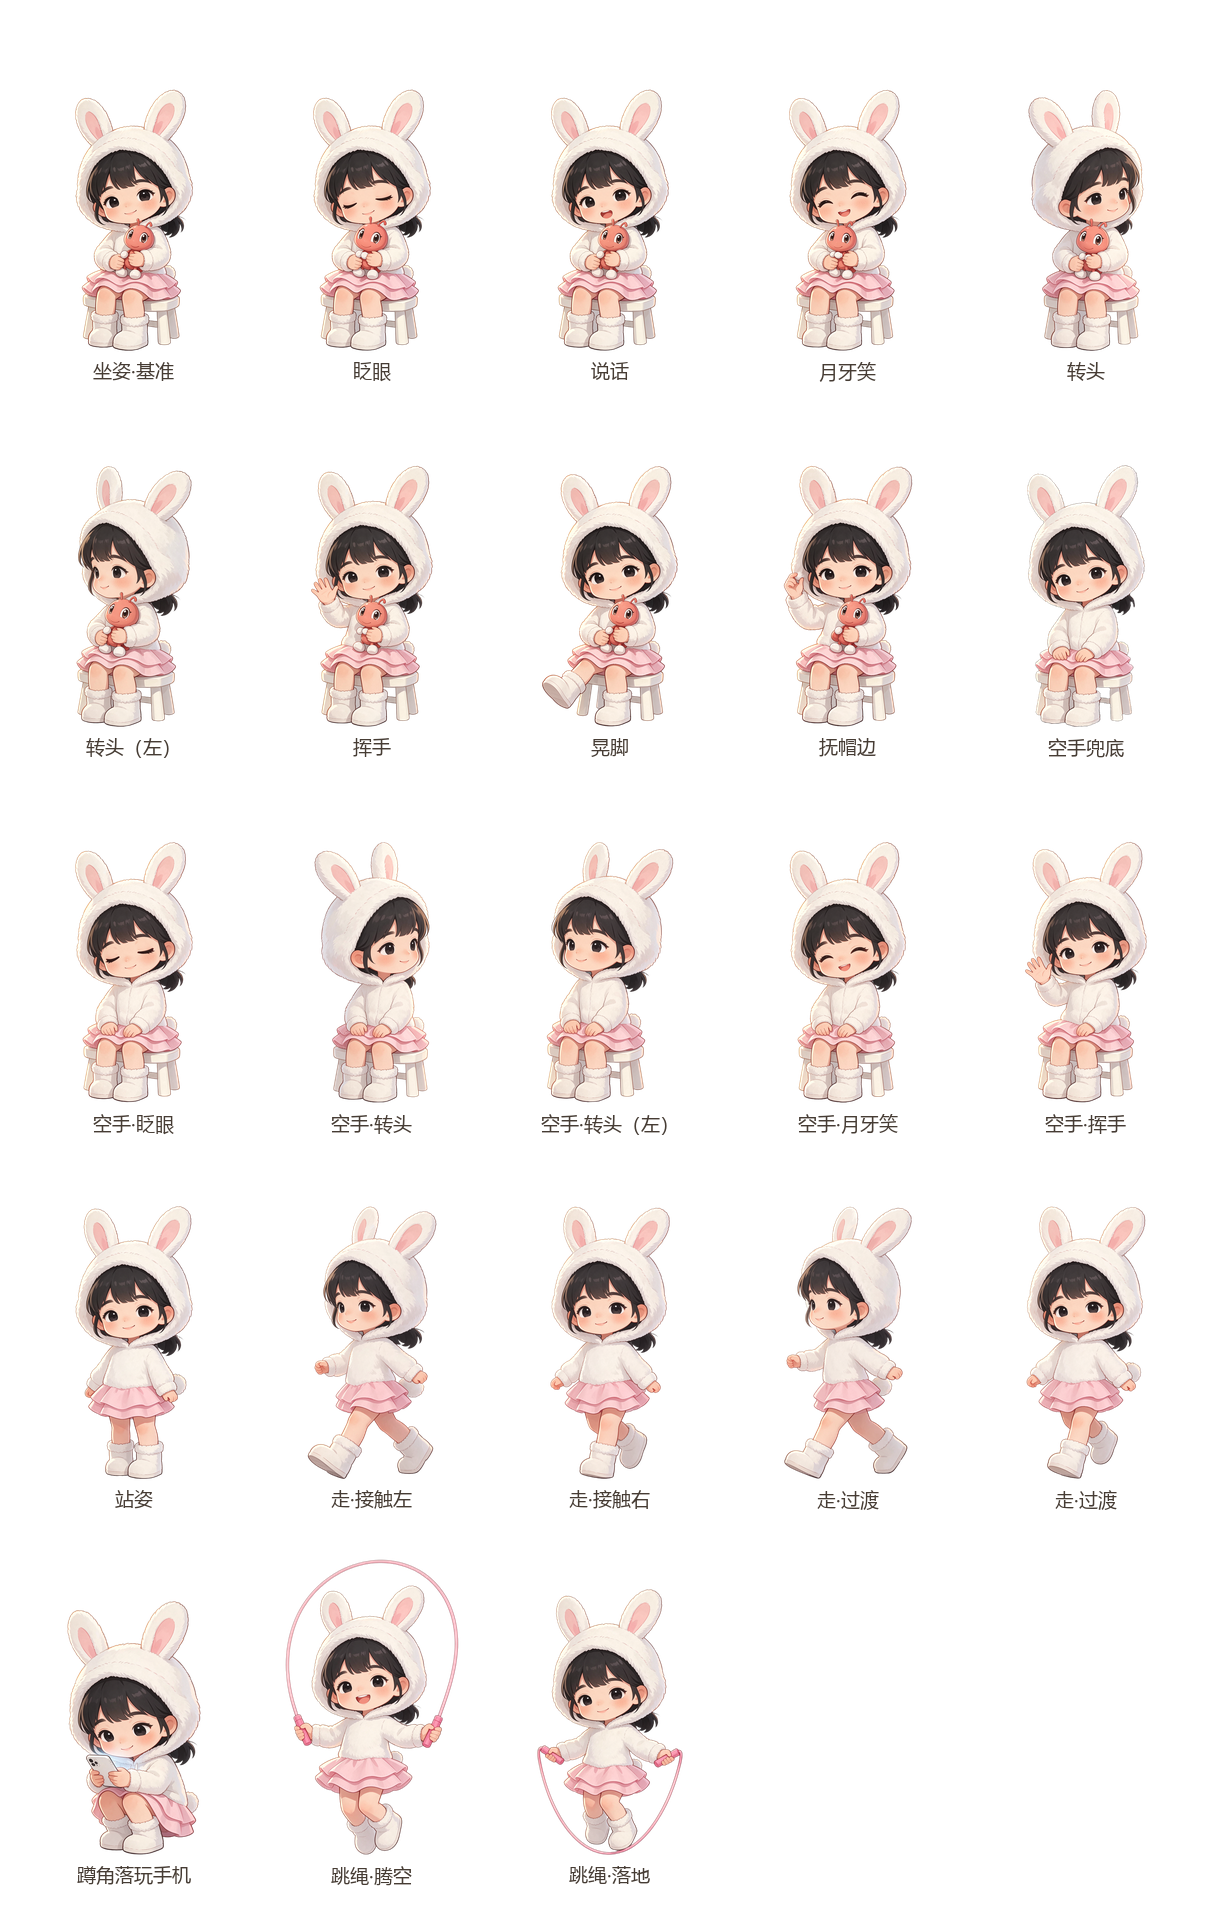 坐姿·基准
眨眼
说话
月牙笑
转头
转头（左）
挥手
晃脚
抚帽边
空手兜底
空手·眨眼
空手·转头
空手·转头（左）
空手·月牙笑
空手·挥手
站姿
走·接触左
走·接触右
走·过渡
走·过渡
蹲角落玩手机
跳绳·腾空
跳绳·落地